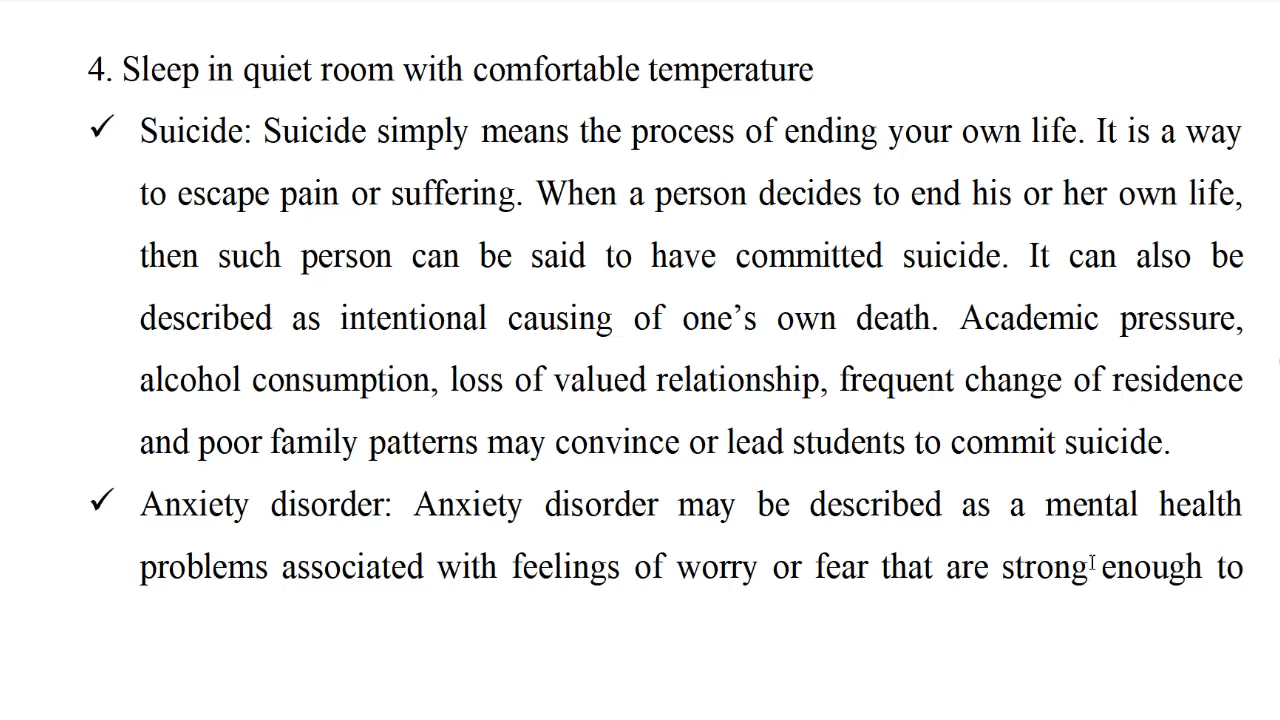 4. Sleep in quiet room with comfortable temperature
✓ Suicide: Suicide simply means the process of ending your own life. It is a way
to escape pain or suffering. When a person decides to end his or her own life,
then such person can be said to have committed suicide. It can also be
described as intentional causing of one’s own death. Academic pressure,
alcohol consumption, loss of valued relationship, frequent change of residence
and poor family patterns may convince or lead students to commit suicide.
✓ Anxiety disorder: Anxiety disorder may be described as a mental health
problems associated with feelings of worry or fear that are strong enough to